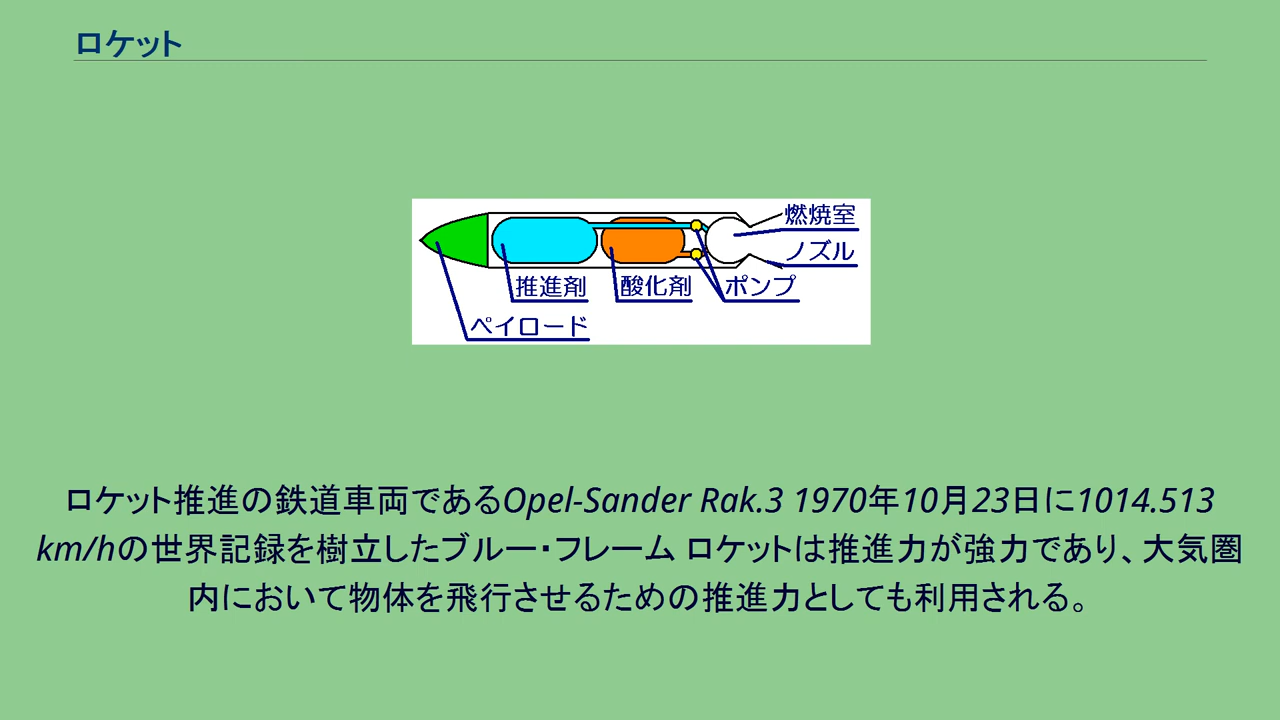 ロケット
燃焼室
ノズル
推進剤
酸化剤
ポンプ
ペイロード
ロケット推進の鉄道車両であるOpel-Sander Rak.3 1970年10月23日に1014.513
km/hの世界記録を樹立したブルー・フレーム ロケットは推進力が強力であり、大気圏
内において物体を飛行させるための推進力としても利用される。